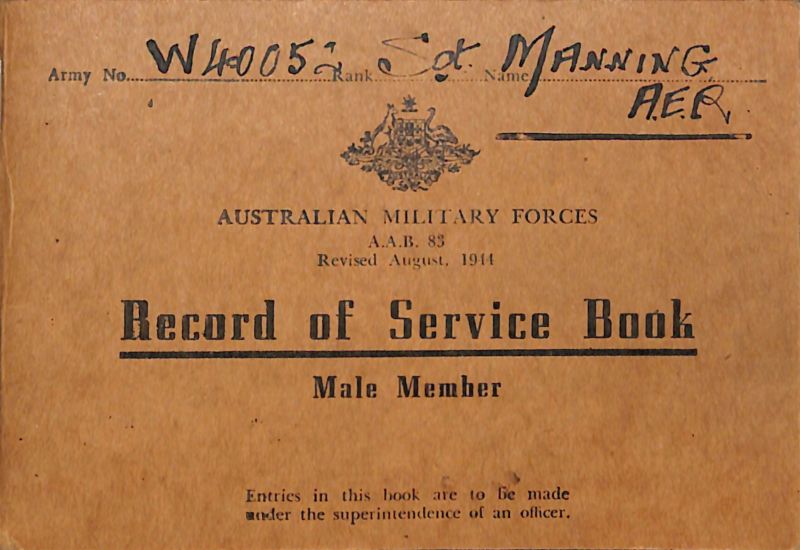 Army No. W40052 Rank Sgt. Name MANNING
A.E.R.
AUSTRALIAN MILITARY FORCES
A.A.B. 83
Revised August, 1944
Record of Service Book
Male Member
Entries in this book are to be made
under the superintendence of an officer.